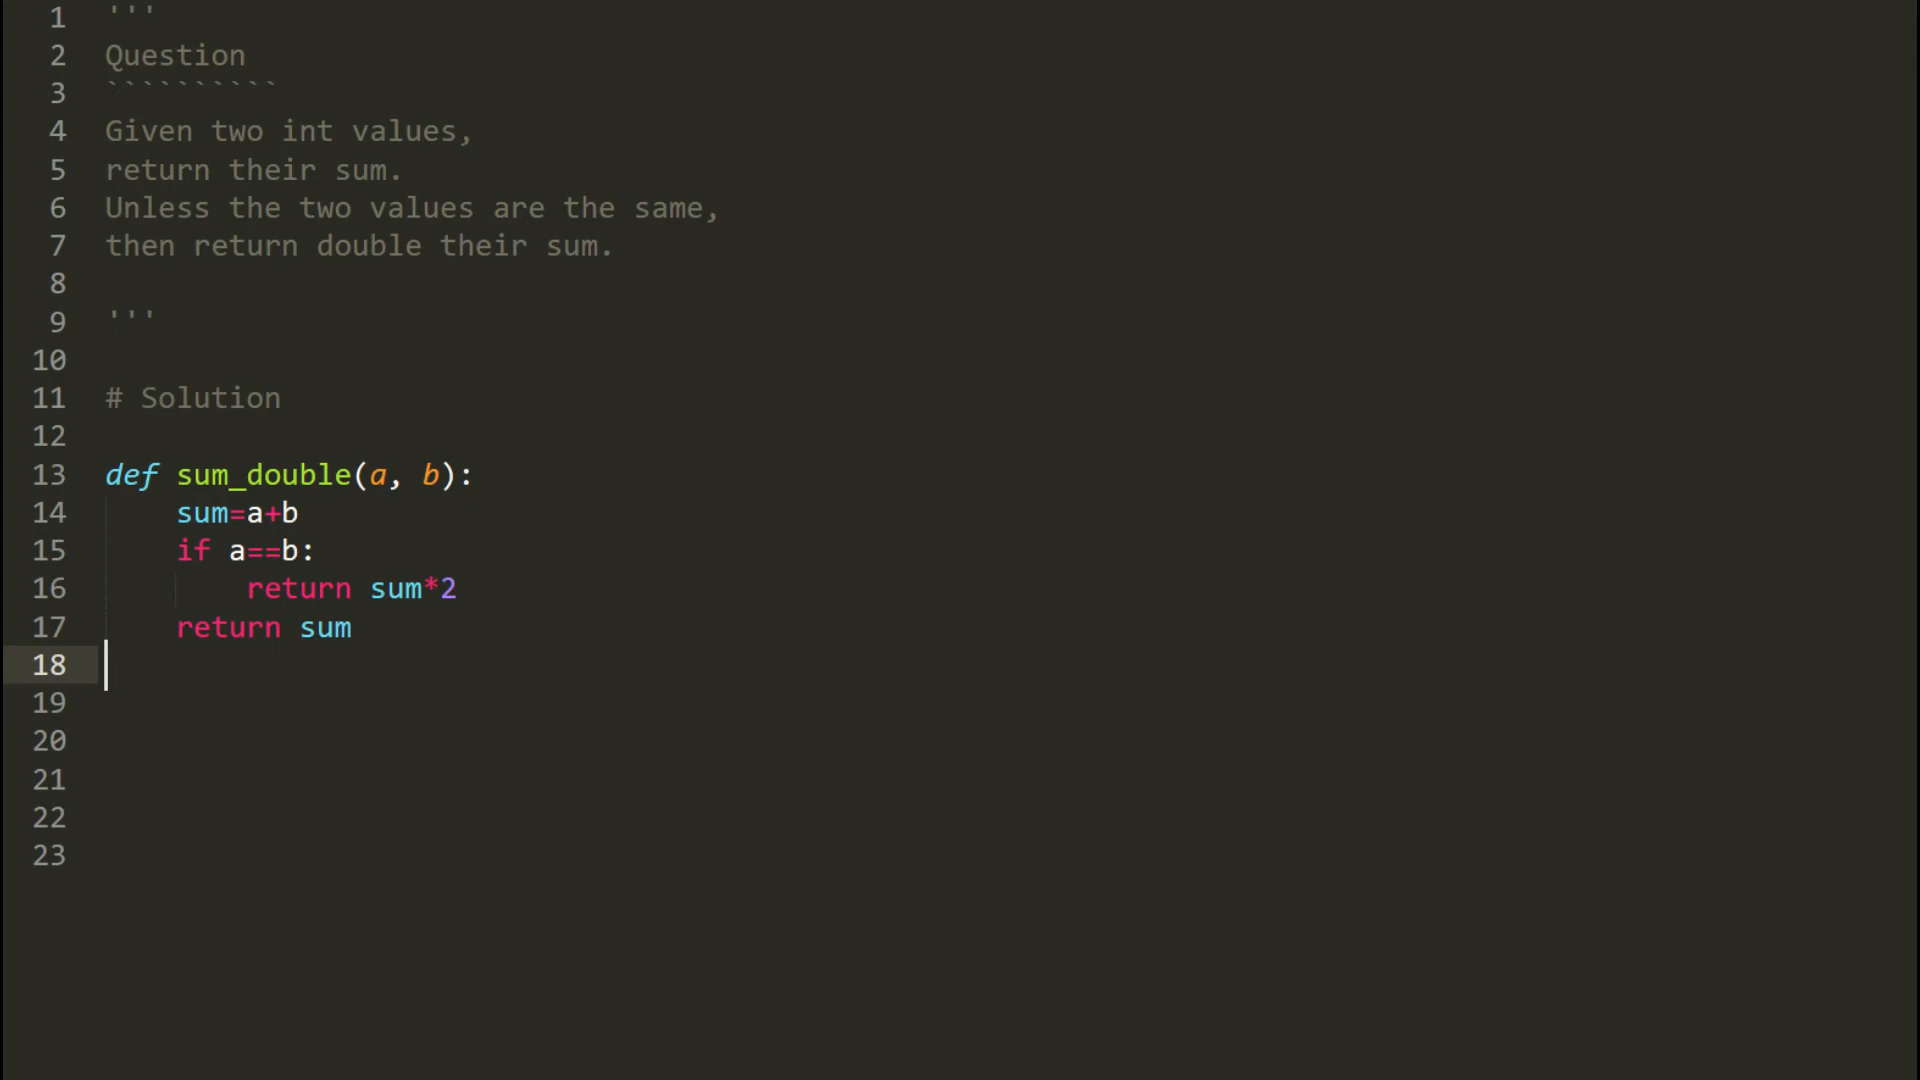 1 '''
2 Question
3 ``````````
4 Given two int values,
5 return their sum.
6 Unless the two values are the same,
7 then return double their sum.
8
9 '''
10
11 # Solution
12
13 def sum_double(a, b):
14     sum=a+b
15     if a==b:
16         return sum*2
17     return sum
18
19
20
21
22
23